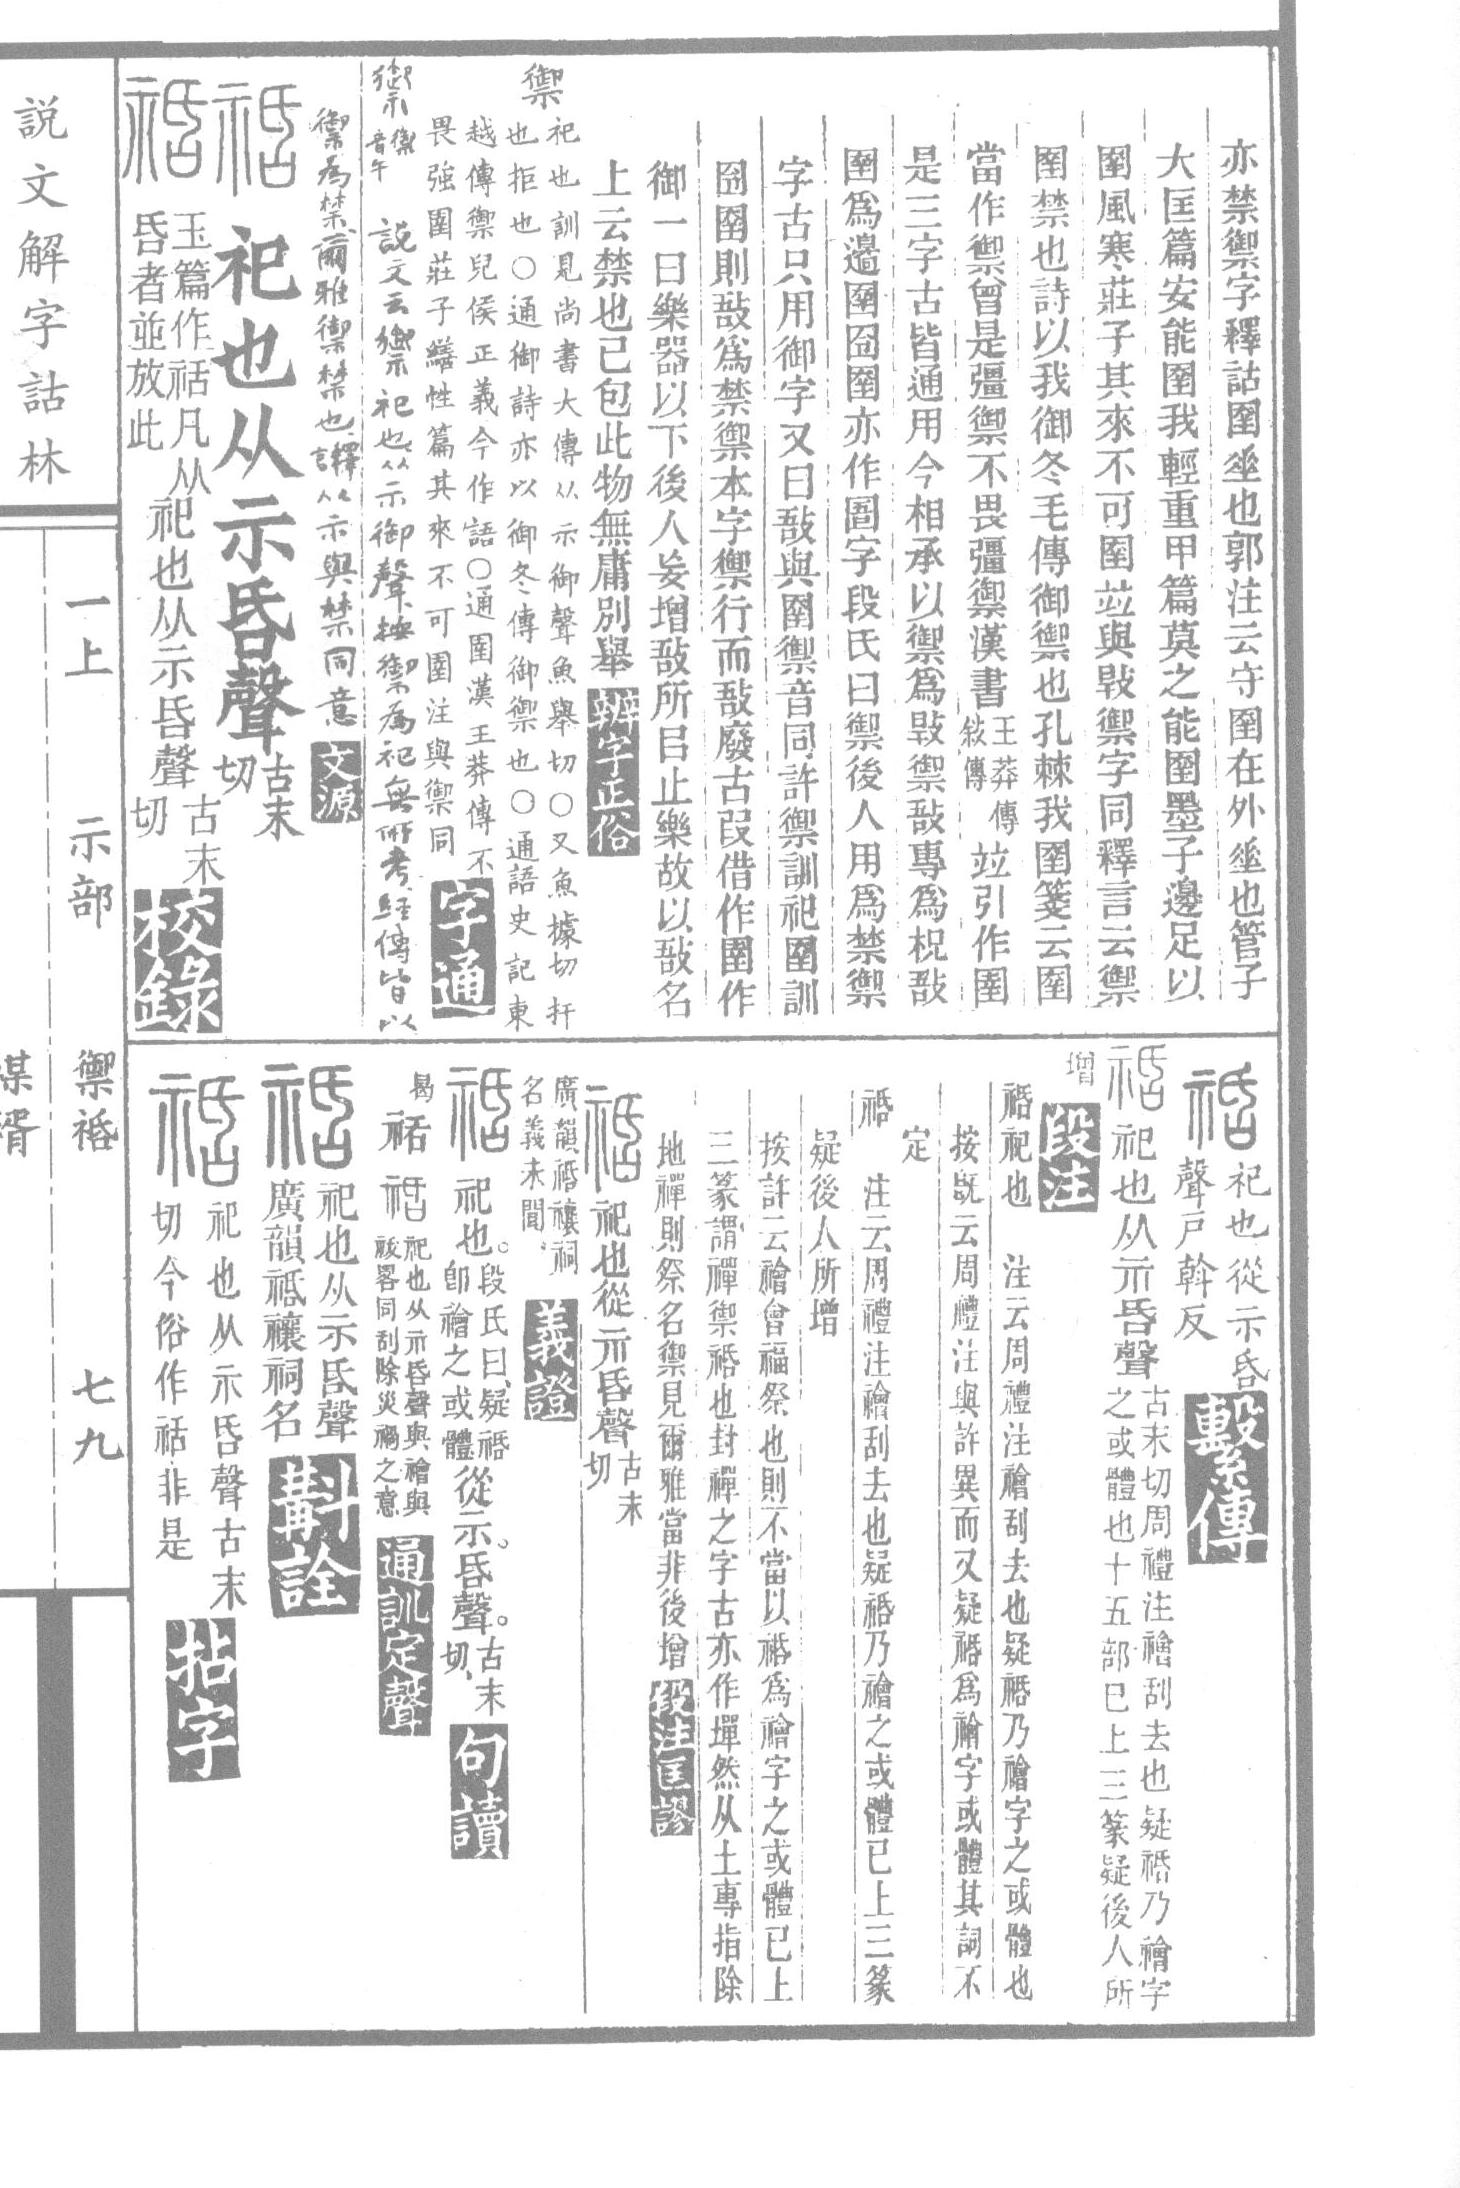 亦禁禦字釋詁圉垂也郭注云守圉在外垂也管子
大匡篇安能圉我輕重甲篇莫之能圉墨子邊足以
圉風寒莊子其來不可圉竝與敔禦字同釋言云禦
圉禁也詩以我御冬毛傳御禦也孔棘我圉箋云圉
當作禦曾是彊禦不畏彊禦漢書王莽傳敘傳竝引作圉
是三字古皆通用今相承以禦爲敔禦敔專爲柷敔
圉爲邊圉囹圉亦作圄字段氏曰禦後人用爲禁禦
字古只用御字又曰敔與圉禦音同許禦訓祀圉訓
囹圉則敔爲禁禦本字禦行而敔廢古叚借作圉作
御一曰樂器以下後人妄增敔所㠯止樂故以敔名
上云禁也已包此物無庸別舉 辨字正俗
禦 祀也訓見尚書大傳从示御聲魚舉切○又魚據切扞
也拒也○通御詩亦以御冬傳御禦也○通語史記東
越傳禦兒侯正義今作語○通圉漢王莽傳不
畏強圉莊子繕性篇其來不可圉注與禦同 字通
禦 禦音午 說文云禦祀也从示御聲按禦爲祀無所考經傳皆以
禦爲禁爾雅禦禁也釋言从示與禁同意 文源
祮 祀也从示昏聲古末切
祮 玉篇作䄆凡从昏者並放此 祀也从示昏聲古末切 校錄
祮 祀也從示昏聲戶斡反 繫傳
祮 祀也从示昏聲古末切周禮注禬刮去也疑祮乃禬字之或體也十五部巳上三篆疑後人所
增 段注
祮祀也 注云周禮注禬刮去也疑祮乃禬字之或體也
按旣云周禮注與許異而又疑祮爲禬字或體其詞不
定
祮 注云周禮注禬刮去也疑祮乃禬之或體已上三篆
疑後人所增
按許云禬會福祭也則不當以祮爲禬字之或體已上
三篆謂禪禦祮也封禪之字古亦作墠然从土專指除
地禪則祭名禦見爾雅當非後增 段注匡謬
祮 祀也從示昏聲古末切
廣韻祮禳祠
名義未聞 義證
祮 祀也。段氏曰疑祮卽禬之或體從示昏聲。古末切 句讀
曷 祮 祮 祀也从示昏聲與禬與祓畧同刮除災禍之意 通訓定聲
祮 祀也从示昏聲
廣韻祮禳祠名 斠詮
祮 祀也从示昏聲古末
切今俗作䄆非是 拈字
說文解字詁林
一上 示部 禦祮 七九